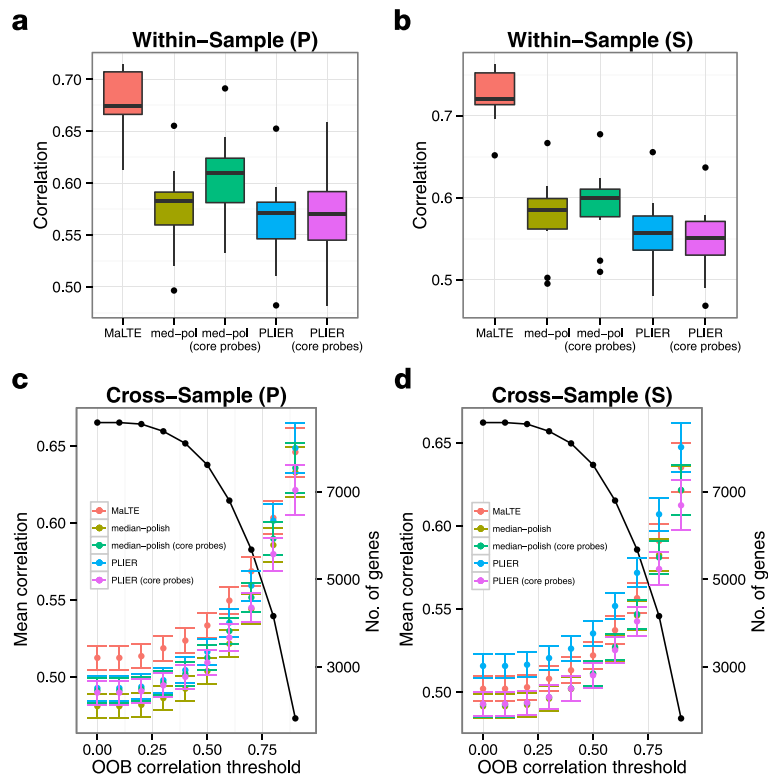 a
Within−Sample (P)
Correlation
0.70
0.65
0.60
0.55
0.50
MaLTE
med−pol
med−pol
(core probes)
PLIER
PLIER
(core probes)
b
Within−Sample (S)
Correlation
0.7
0.6
0.5
MaLTE
med−pol
med−pol
(core probes)
PLIER
PLIER
(core probes)
c
Cross−Sample (P)
Mean correlation
0.65
0.60
0.55
0.50
MaLTE
median−polish
median−polish (core probes)
PLIER
PLIER (core probes)
7000
5000
3000
No. of genes
0.00
0.25
0.50
0.75
OOB correlation threshold
d
Cross−Sample (S)
Mean correlation
0.65
0.60
0.55
0.50
MaLTE
median−polish
median−polish (core probes)
PLIER
PLIER (core probes)
7000
5000
3000
No. of genes
0.00
0.25
0.50
0.75
OOB correlation threshold